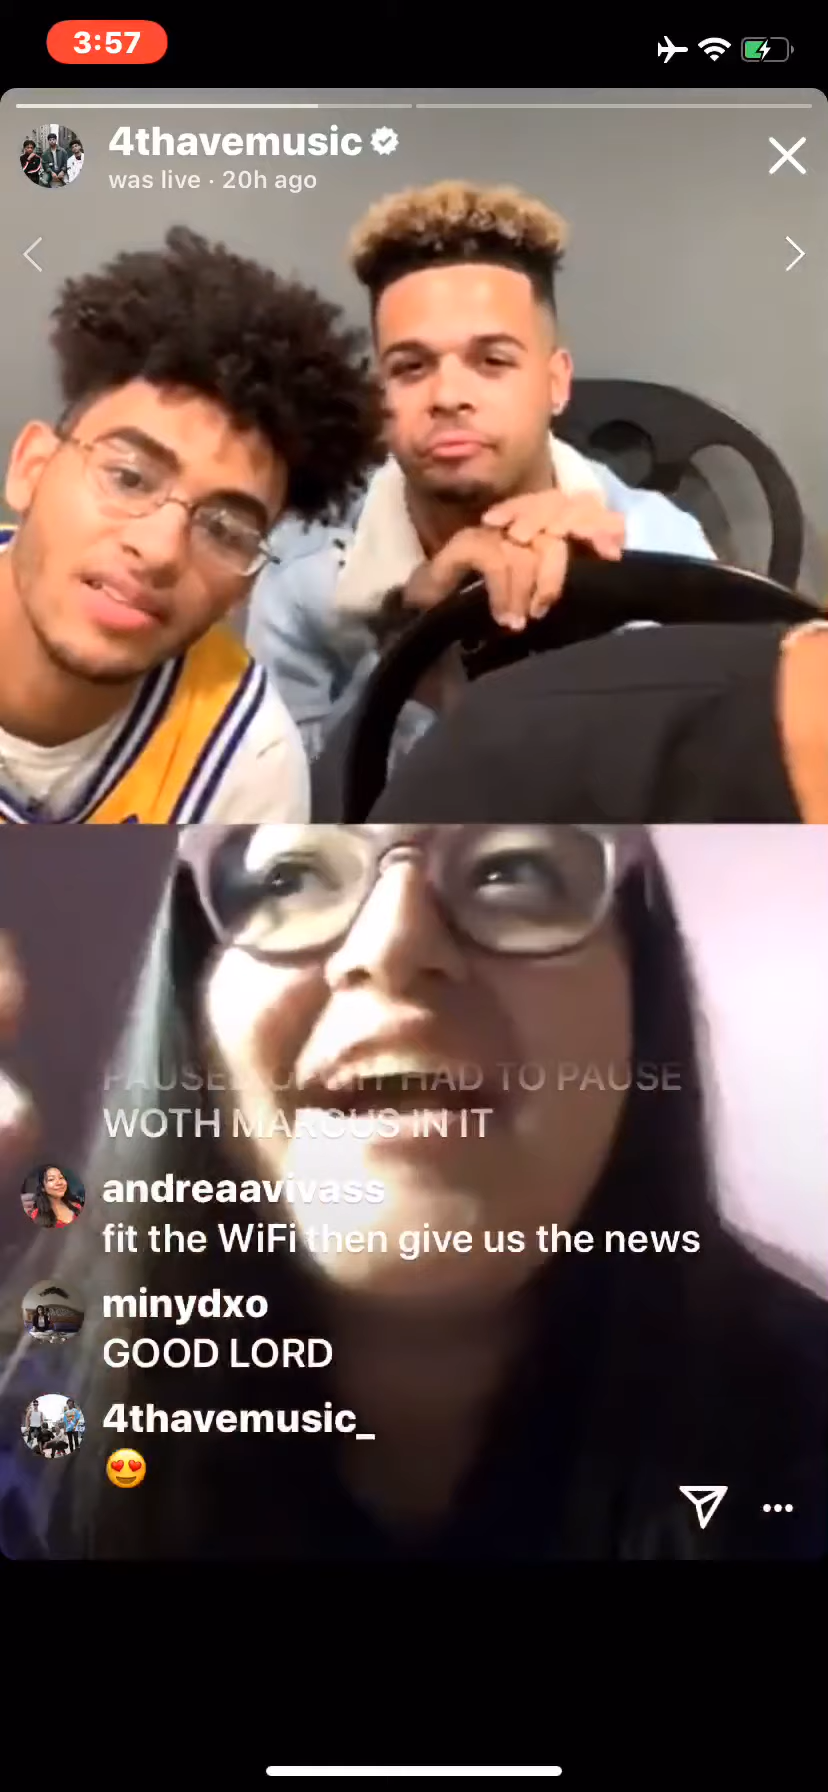 3:57
4thavemusic
was live · 20h ago
HAD TO PAUSE
WOTH MARCUS IN IT
andreaavivass
fit the WiFi then give us the news
minydxo
GOOD LORD
4thavemusic_
😍